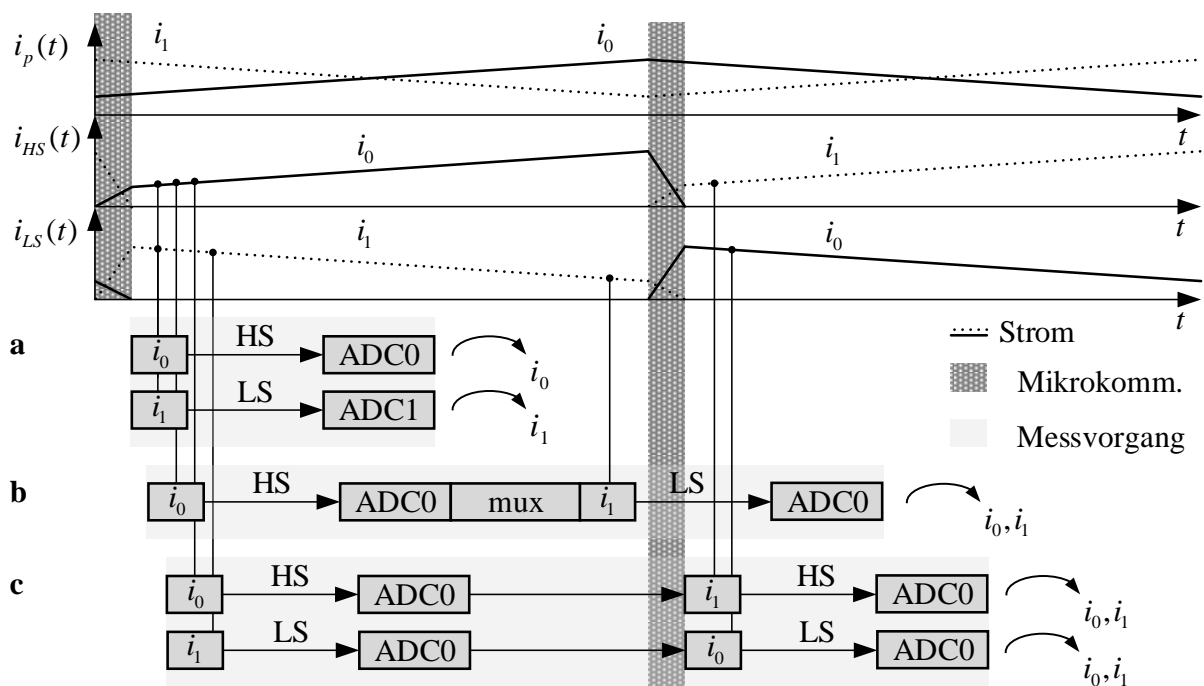 i_p(t) i_1 i_0
t
i_HS(t) i_0 i_1
t
i_LS(t) i_1 i_0
t
a i_0 HS ADC0 i_0
i_1 LS ADC1 i_1
Strom
Mikrokomm.
Messvorgang
b i_0 HS ADC0 mux i_1 LS ADC0 i_0, i_1
c i_0 HS ADC0 i_1 HS ADC0 i_0, i_1
i_1 LS ADC0 i_0 LS ADC0 i_0, i_1